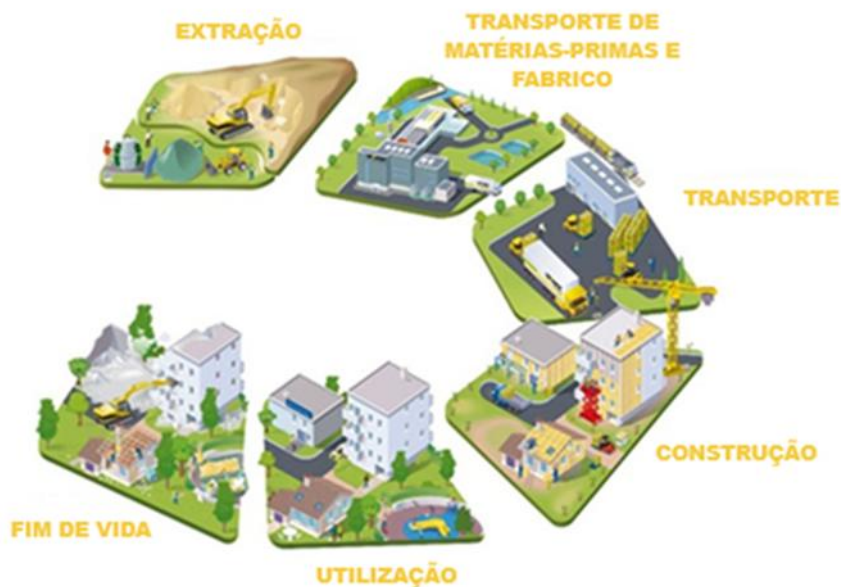 EXTRAÇÃO
TRANSPORTE DE
MATÉRIAS-PRIMAS E
FABRICO
TRANSPORTE
CONSTRUÇÃO
UTILIZAÇÃO
FIM DE VIDA